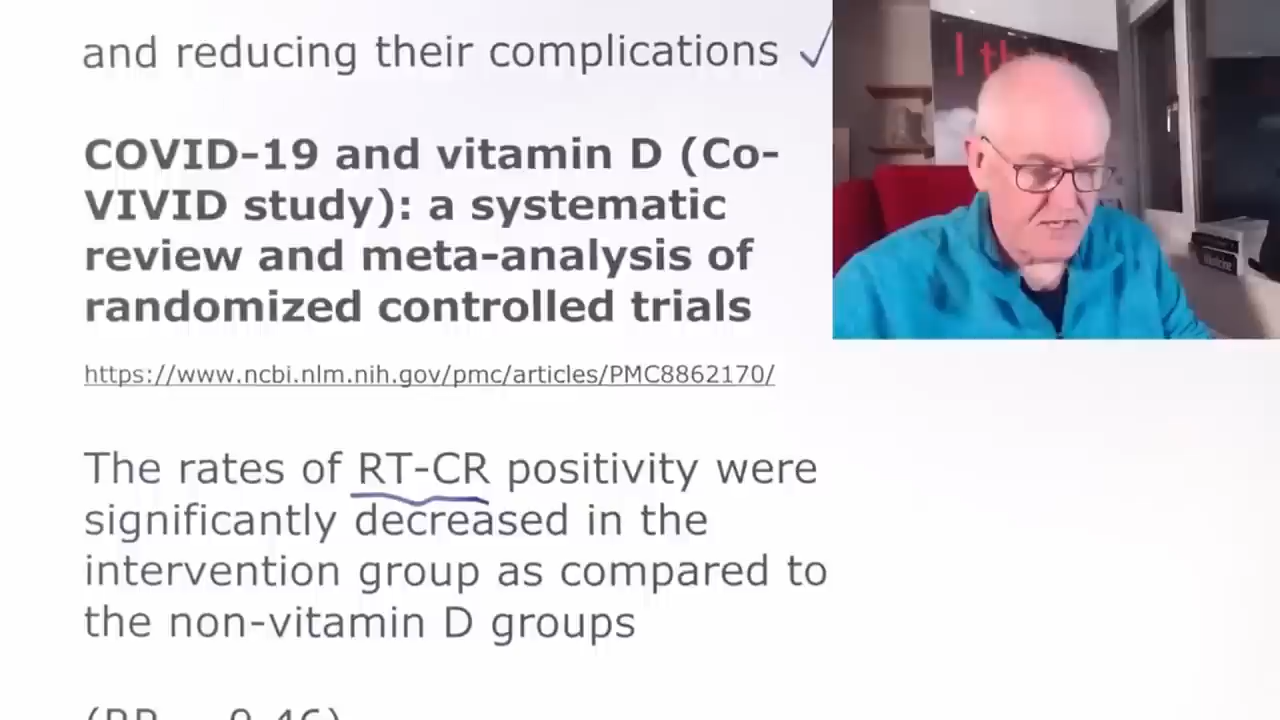 and reducing their complications
COVID-19 and vitamin D (Co-
VIVID study): a systematic
review and meta-analysis of
randomized controlled trials
https://www.ncbi.nlm.nih.gov/pmc/articles/PMC8862170/
The rates of RT-CR positivity were
significantly decreased in the
intervention group as compared to
the non-vitamin D groups
I